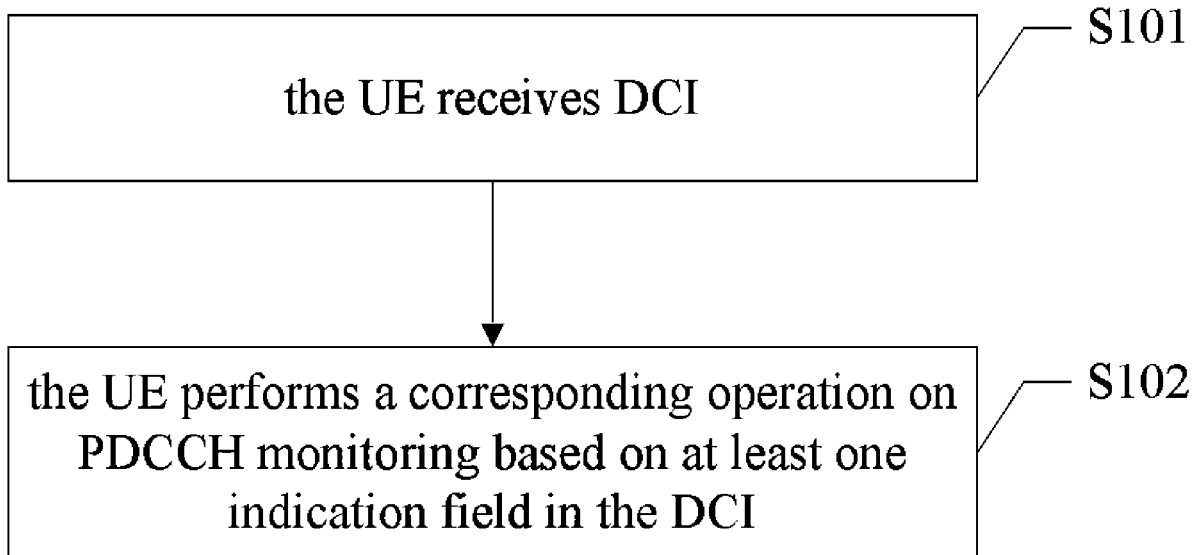 the UE receives DCI
S101
the UE performs a corresponding operation on
PDCCH monitoring based on at least one
indication field in the DCI
S102